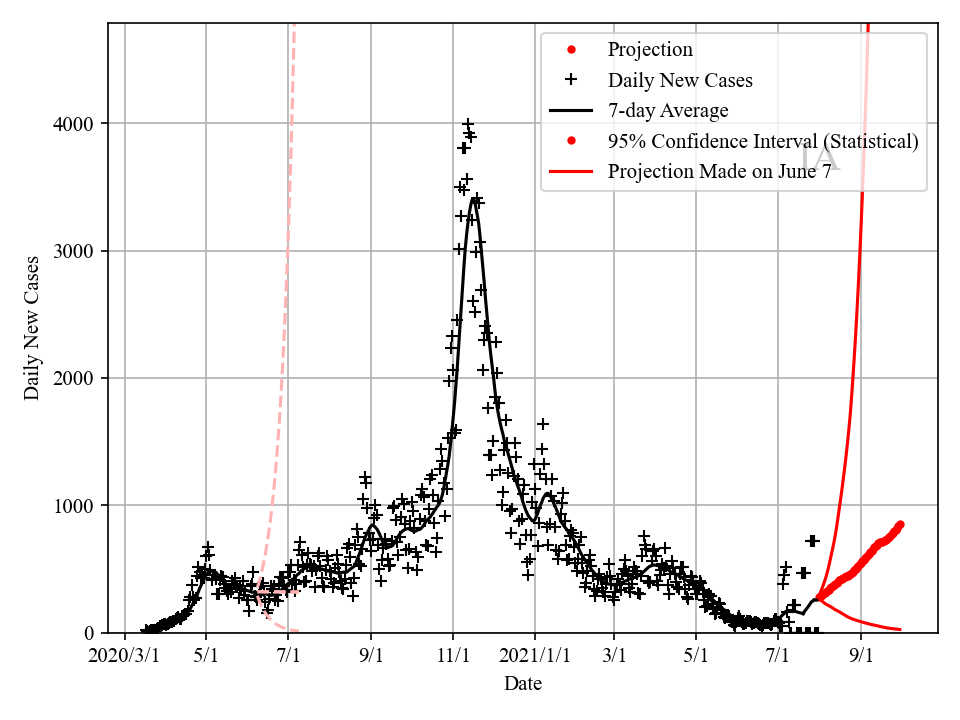 Projection
Daily New Cases
7-day Average
95% Confidence Interval (Statistical)
IA
Projection Made on June 7
4000
3000
2000
1000
0
Daily New Cases
2020/3/1 5/1 7/1 9/1 11/1 2021/1/1 3/1 5/1 7/1 9/1
Date